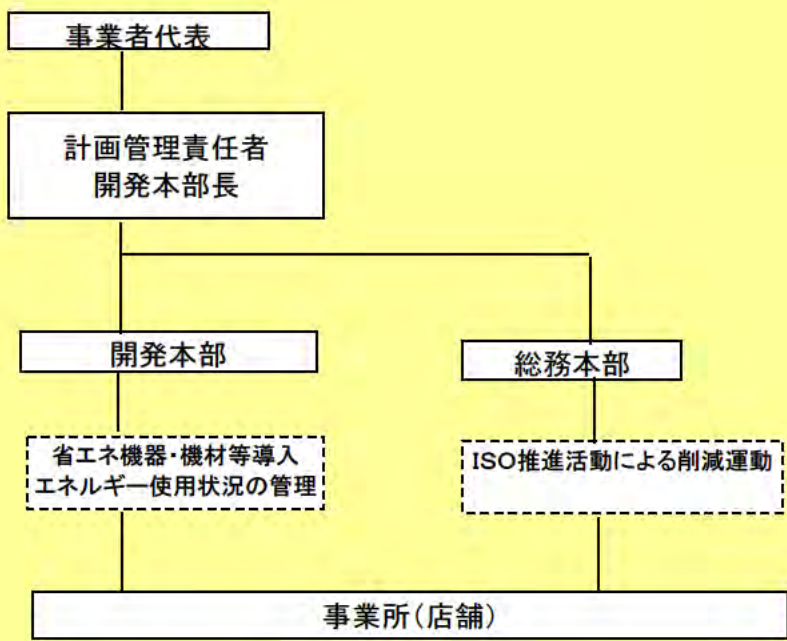 事業者代表
計画管理責任者
開発本部長
開発本部
総務本部
省エネ機器・機材等導入
エネルギー使用状況の管理
ISO推進活動による削減運動
事業所(店舗)